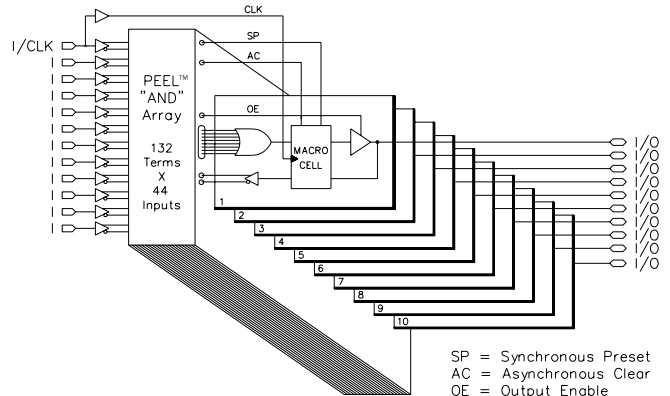 CLK
I/CLK
SP
I
AC
I
I
I
I
I
I
I
I
I
I
I
PEEL™
"AND"
Array
132
Terms
X
44
Inputs
OE
MACRO
CELL
1
2
3
4
5
6
7
8
9
10
I/O
I/O
I/O
I/O
I/O
I/O
I/O
I/O
I/O
I/O
SP = Synchronous Preset
AC = Asynchronous Clear
OE = Output Enable